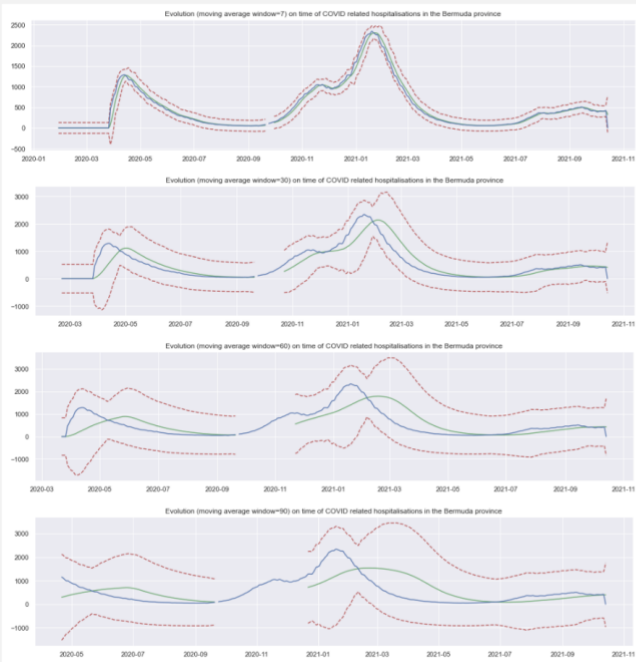 Evolution (moving average window=7) on time of COVID related hospitalisations in the Bermuda province
2500
2000
1500
1000
500
0
−500
2020-01 2020-03 2020-05 2020-07 2020-09 2020-11 2021-01 2021-03 2021-05 2021-07 2021-09 2021-11
Evolution (moving average window=30) on time of COVID related hospitalisations in the Bermuda province
3000
2000
1000
0
−1000
2020-03 2020-05 2020-07 2020-09 2020-11 2021-01 2021-03 2021-05 2021-07 2021-09 2021-11
Evolution (moving average window=60) on time of COVID related hospitalisations in the Bermuda province
3000
2000
1000
0
−1000
2020-03 2020-05 2020-07 2020-09 2020-11 2021-01 2021-03 2021-05 2021-07 2021-09 2021-11
Evolution (moving average window=90) on time of COVID related hospitalisations in the Bermuda province
3000
2000
1000
0
−1000
2020-05 2020-07 2020-09 2020-11 2021-01 2021-03 2021-05 2021-07 2021-09 2021-11